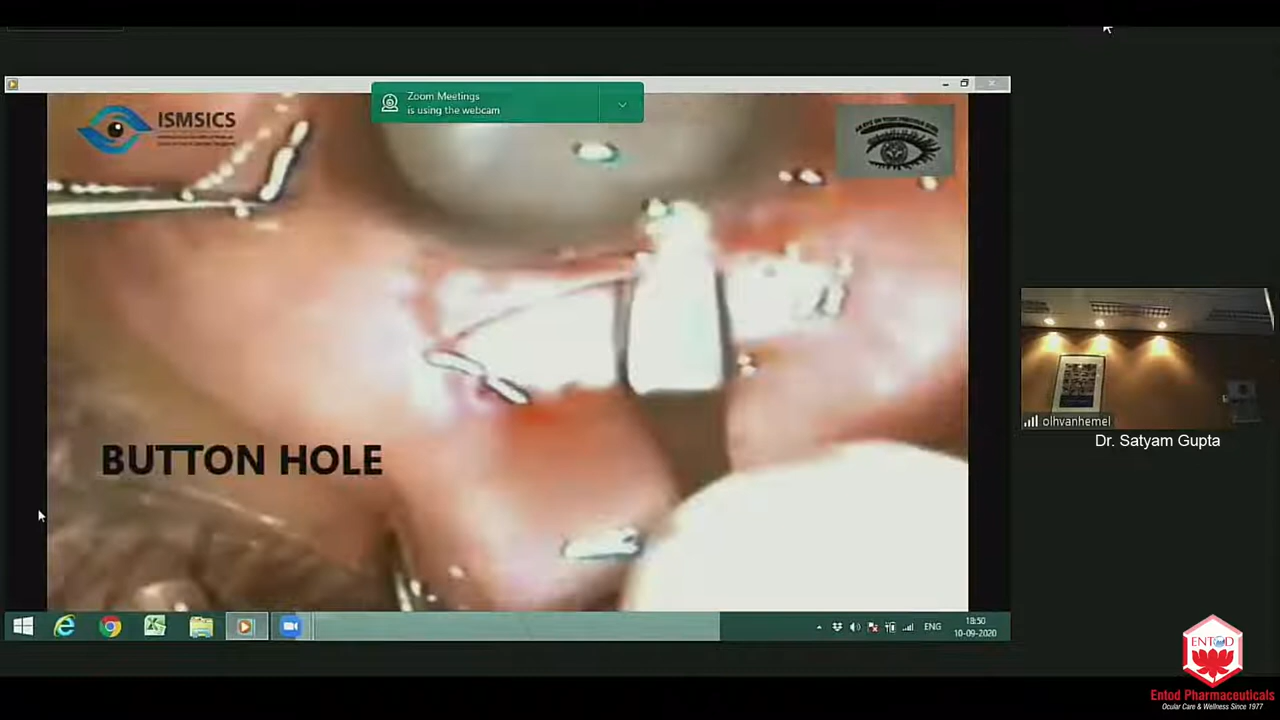 ISMSICS
Zoom Meetings
is using the webcam
BUTTON HOLE
olhvanhemel
Dr. Satyam Gupta
ENG
18:50
10-09-2020
ENTOD
Entod Pharmaceuticals
Ocular Care & Wellness Since 1977